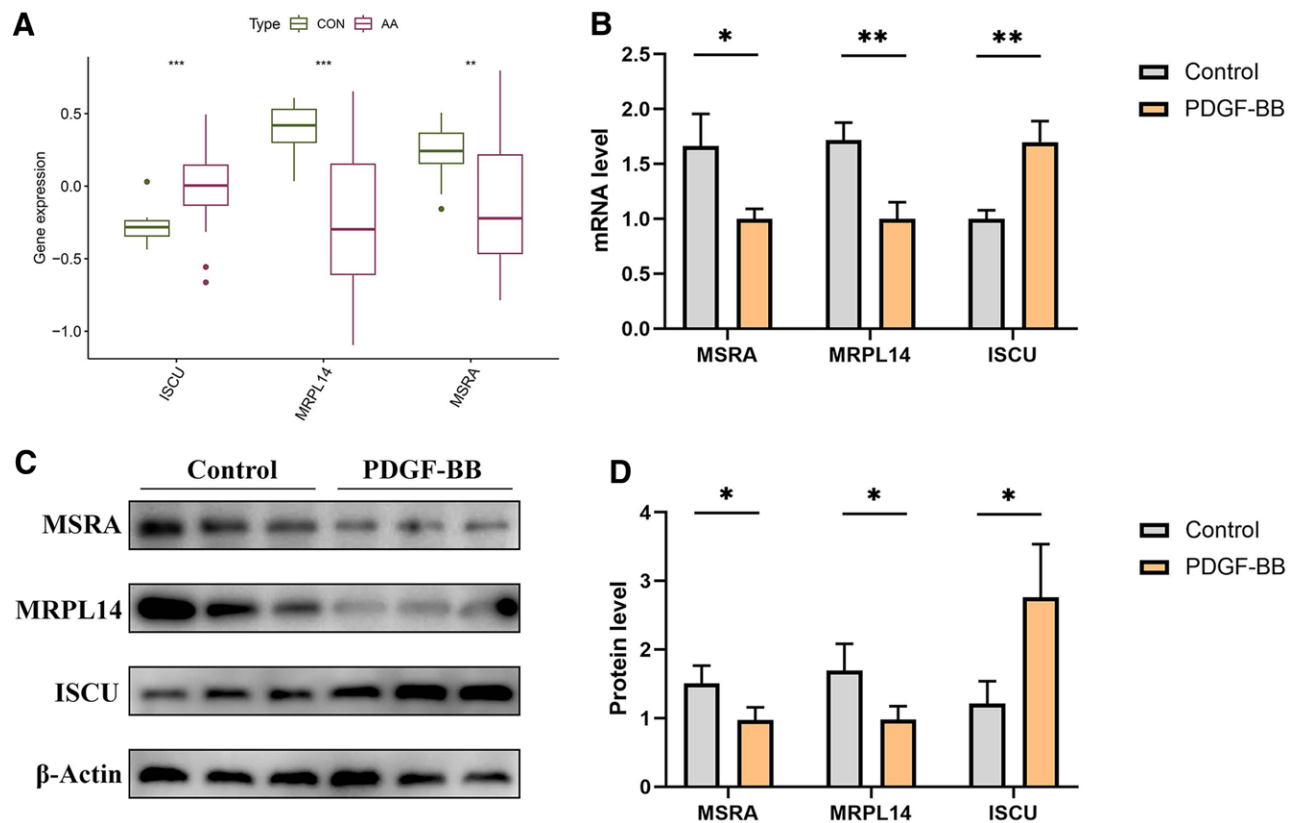 A
Type CON AA
*** *** **
Gene expression
0.5
0.0
−0.5
−1.0
ISCU
MRPL14
MSRA
B
* ** **
mRNA level
2.5
2.0
1.5
1.0
0.5
0.0
MSRA MRPL14 ISCU
Control
PDGF-BB
C
Control PDGF-BB
MSRA
MRPL14
ISCU
β-Actin
D
* * *
Protein level
4
3
2
1
0
MSRA MRPL14 ISCU
Control
PDGF-BB